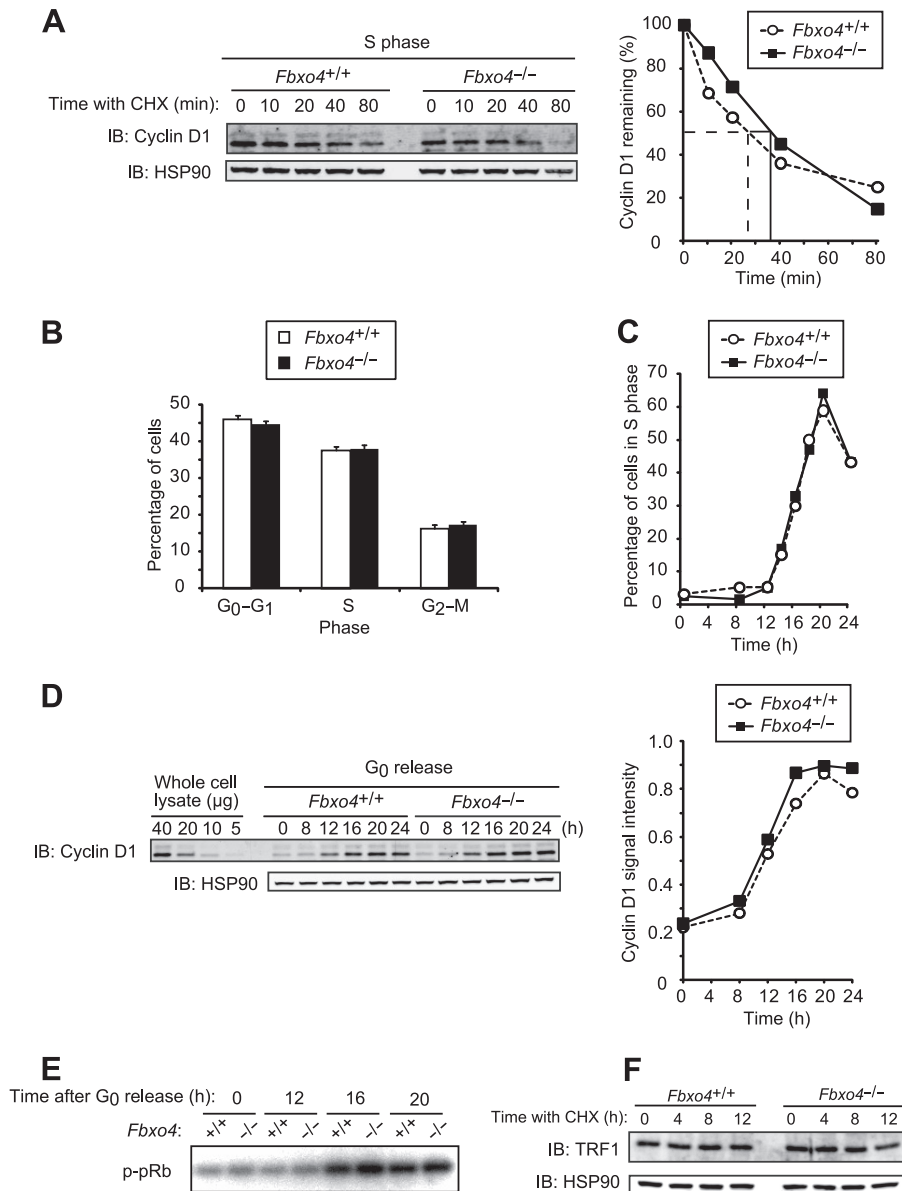 A
S phase
Fbxo4+/+ Fbxo4–/–
Time with CHX (min): 0 10 20 40 80 0 10 20 40 80
IB: Cyclin D1
IB: HSP90
Fbxo4+/+
Fbxo4–/–
Cyclin D1 remaining (%)
100
80
60
40
20
0
0 20 40 60 80
Time (min)
B
Fbxo4+/+
Fbxo4–/–
Percentage of cells
50
40
30
20
10
0
G0–G1 S G2–M
Phase
C
Fbxo4+/+
Fbxo4–/–
Percentage of cells in S phase
70
60
50
40
30
20
10
0
0 4 8 12 16 20 24
Time (h)
D
G0 release
Whole cell
lysate (µg)
Fbxo4+/+ Fbxo4–/–
40 20 10 5 0 8 12 16 20 24 0 8 12 16 20 24 (h)
IB: Cyclin D1
IB: HSP90
Fbxo4+/+
Fbxo4–/–
Cyclin D1 signal intensity
1.0
0.8
0.6
0.4
0.2
0
0 4 8 12 16 20 24
Time (h)
E
Time after G0 release (h): 0 12 16 20
Fbxo4: +/+ –/– +/+ –/– +/+ –/– +/+ –/–
p-pRb
F
Fbxo4+/+ Fbxo4–/–
Time with CHX (h): 0 4 8 12 0 4 8 12
IB: TRF1
IB: HSP90